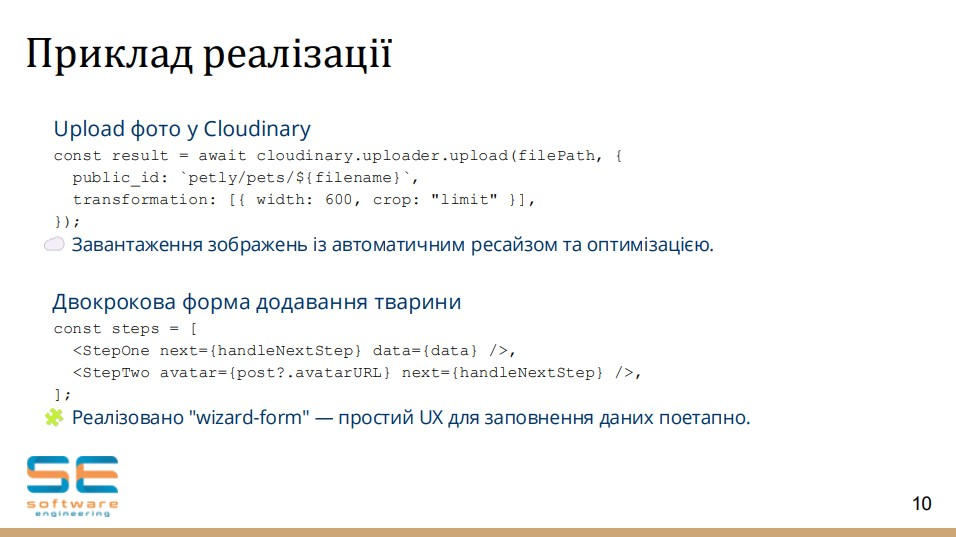 Приклад реалізації
Upload фото у Cloudinary
const result = await cloudinary.uploader.upload(filePath, {
  public_id: `petly/pets/${filename}`,
  transformation: [{ width: 600, crop: "limit" }],
});
☁️ Завантаження зображень із автоматичним ресайзом та оптимізацією.
Двокрокова форма додавання тварини
const steps = [
  <StepOne next={handleNextStep} data={data} />,
  <StepTwo avatar={post?.avatarURL} next={handleNextStep} />,
];
🧩 Реалізовано "wizard-form" — простий UX для заповнення даних поетапно.
SE
software
engineering
10